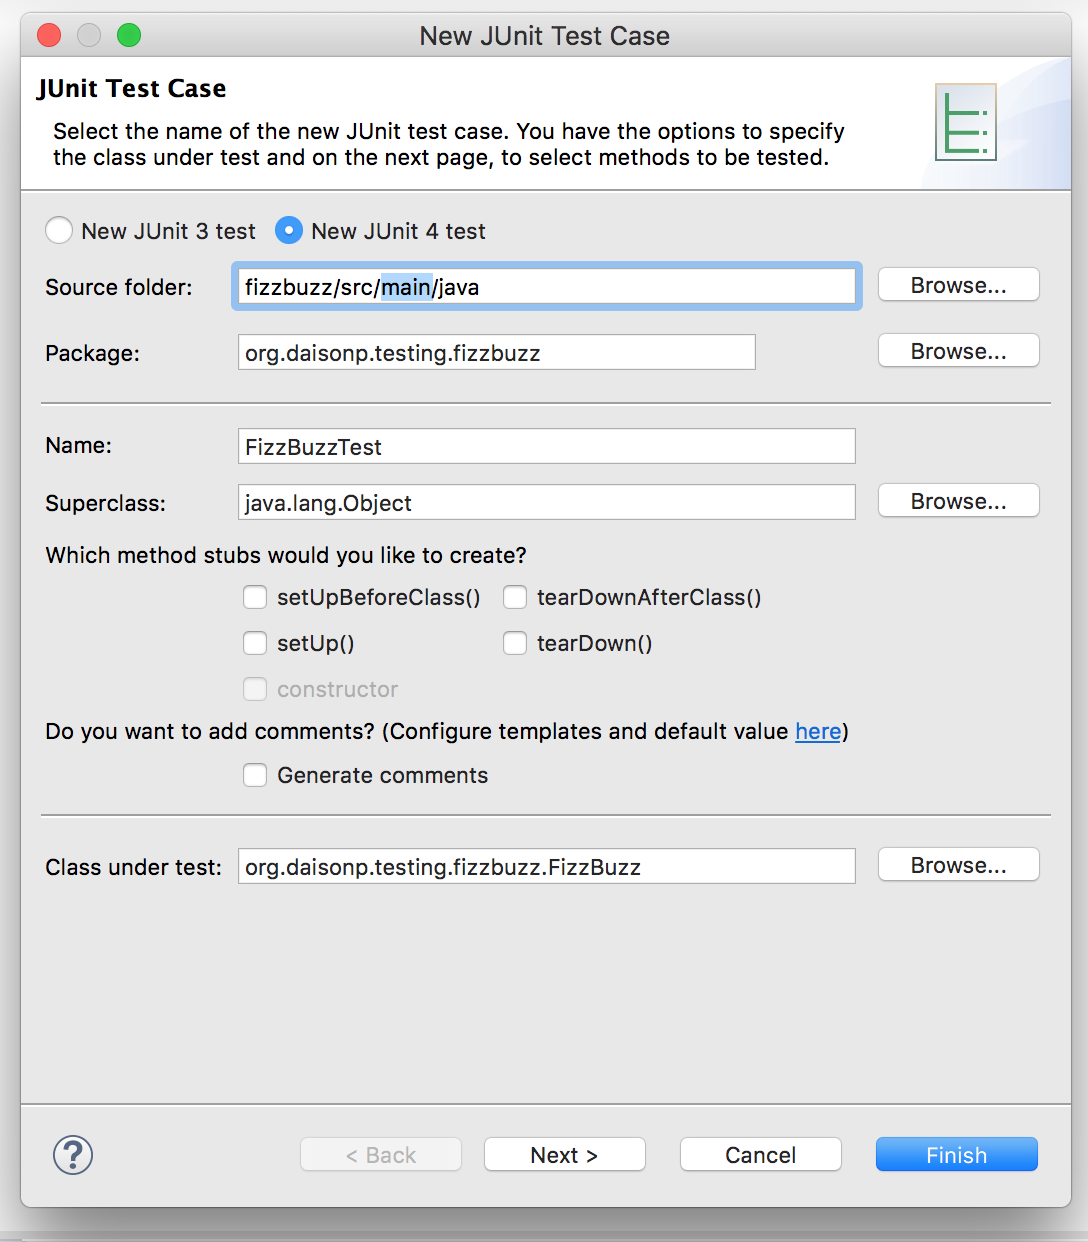 New JUnit Test Case
JUnit Test Case
Select the name of the new JUnit test case. You have the options to specify
the class under test and on the next page, to select methods to be tested.
New JUnit 3 test New JUnit 4 test
Source folder: fizzbuzz/src/main/java Browse...
Package: org.daisonp.testing.fizzbuzz Browse...
Name: FizzBuzzTest
Superclass: java.lang.Object Browse...
Which method stubs would you like to create?
setUpBeforeClass() tearDownAfterClass()
setUp() tearDown()
constructor
Do you want to add comments? (Configure templates and default value here)
Generate comments
Class under test: org.daisonp.testing.fizzbuzz.FizzBuzz Browse...
? < Back Next > Cancel Finish